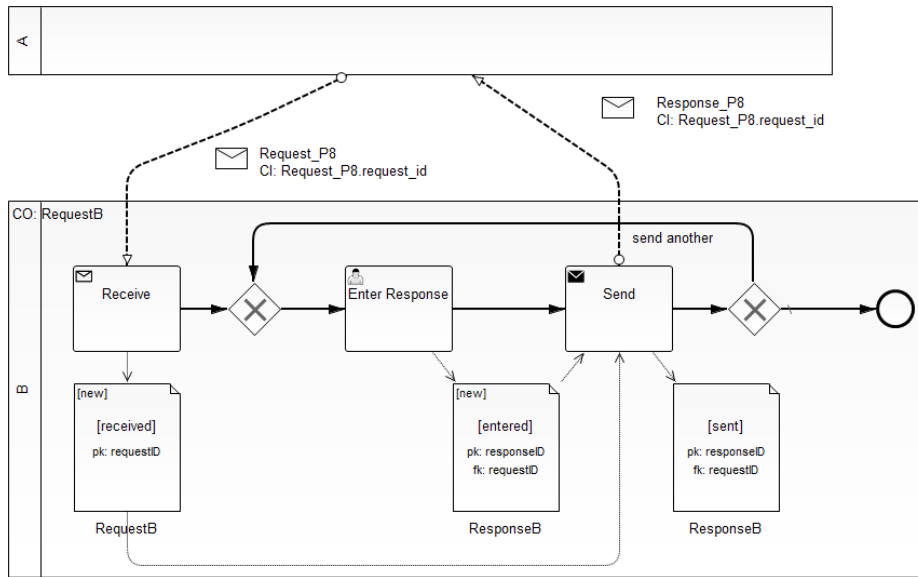 A
Response_P8
CI: Request_P8.request_id
Request_P8
CI: Request_P8.request_id
CO: RequestB
send another
Receive
Enter Response
Send
B
[new]
[received]
pk: requestID
RequestB
[new]
[entered]
pk: responseID
fk: requestID
ResponseB
[sent]
pk: responseID
fk: requestID
ResponseB